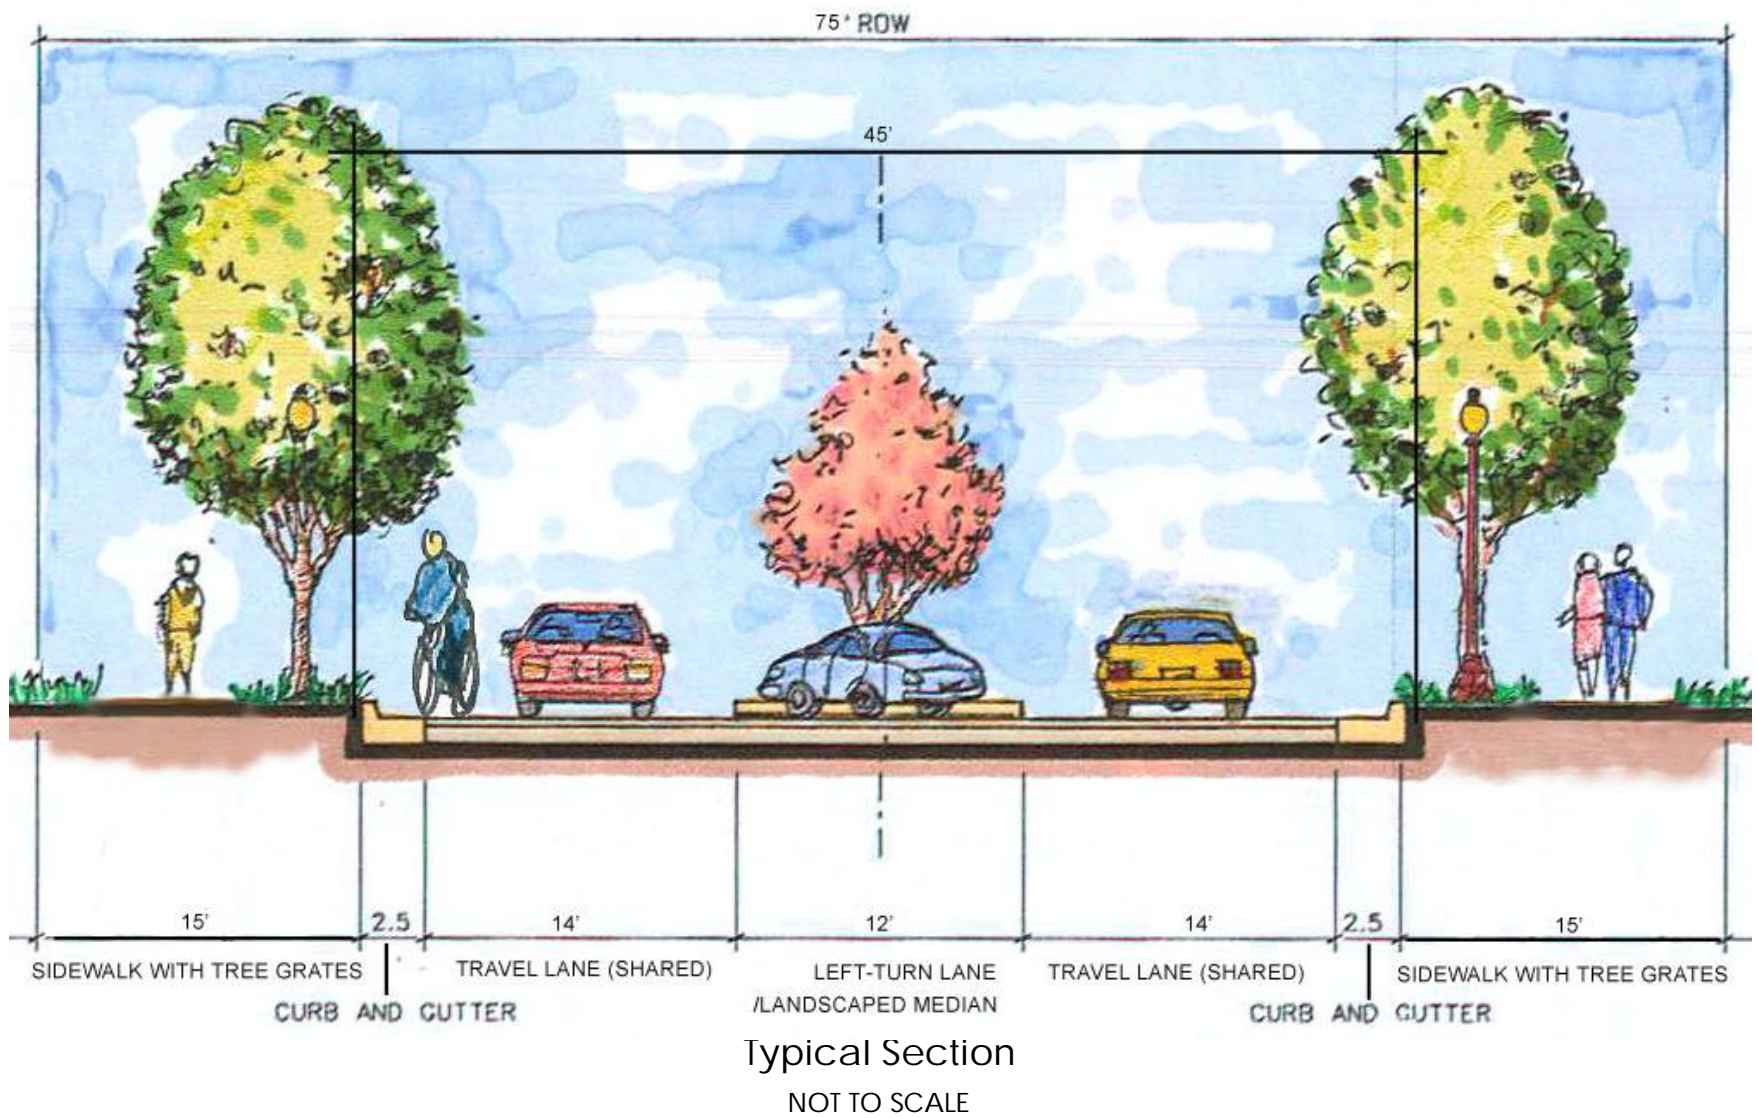 75' ROW
45'
15' 2.5 14' 12' 14' 2.5 15'
SIDEWALK WITH TREE GRATES TRAVEL LANE (SHARED) LEFT-TURN LANE TRAVEL LANE (SHARED) SIDEWALK WITH TREE GRATES
/LANDSCAPED MEDIAN
CURB AND GUTTER CURB AND GUTTER
Typical Section
NOT TO SCALE